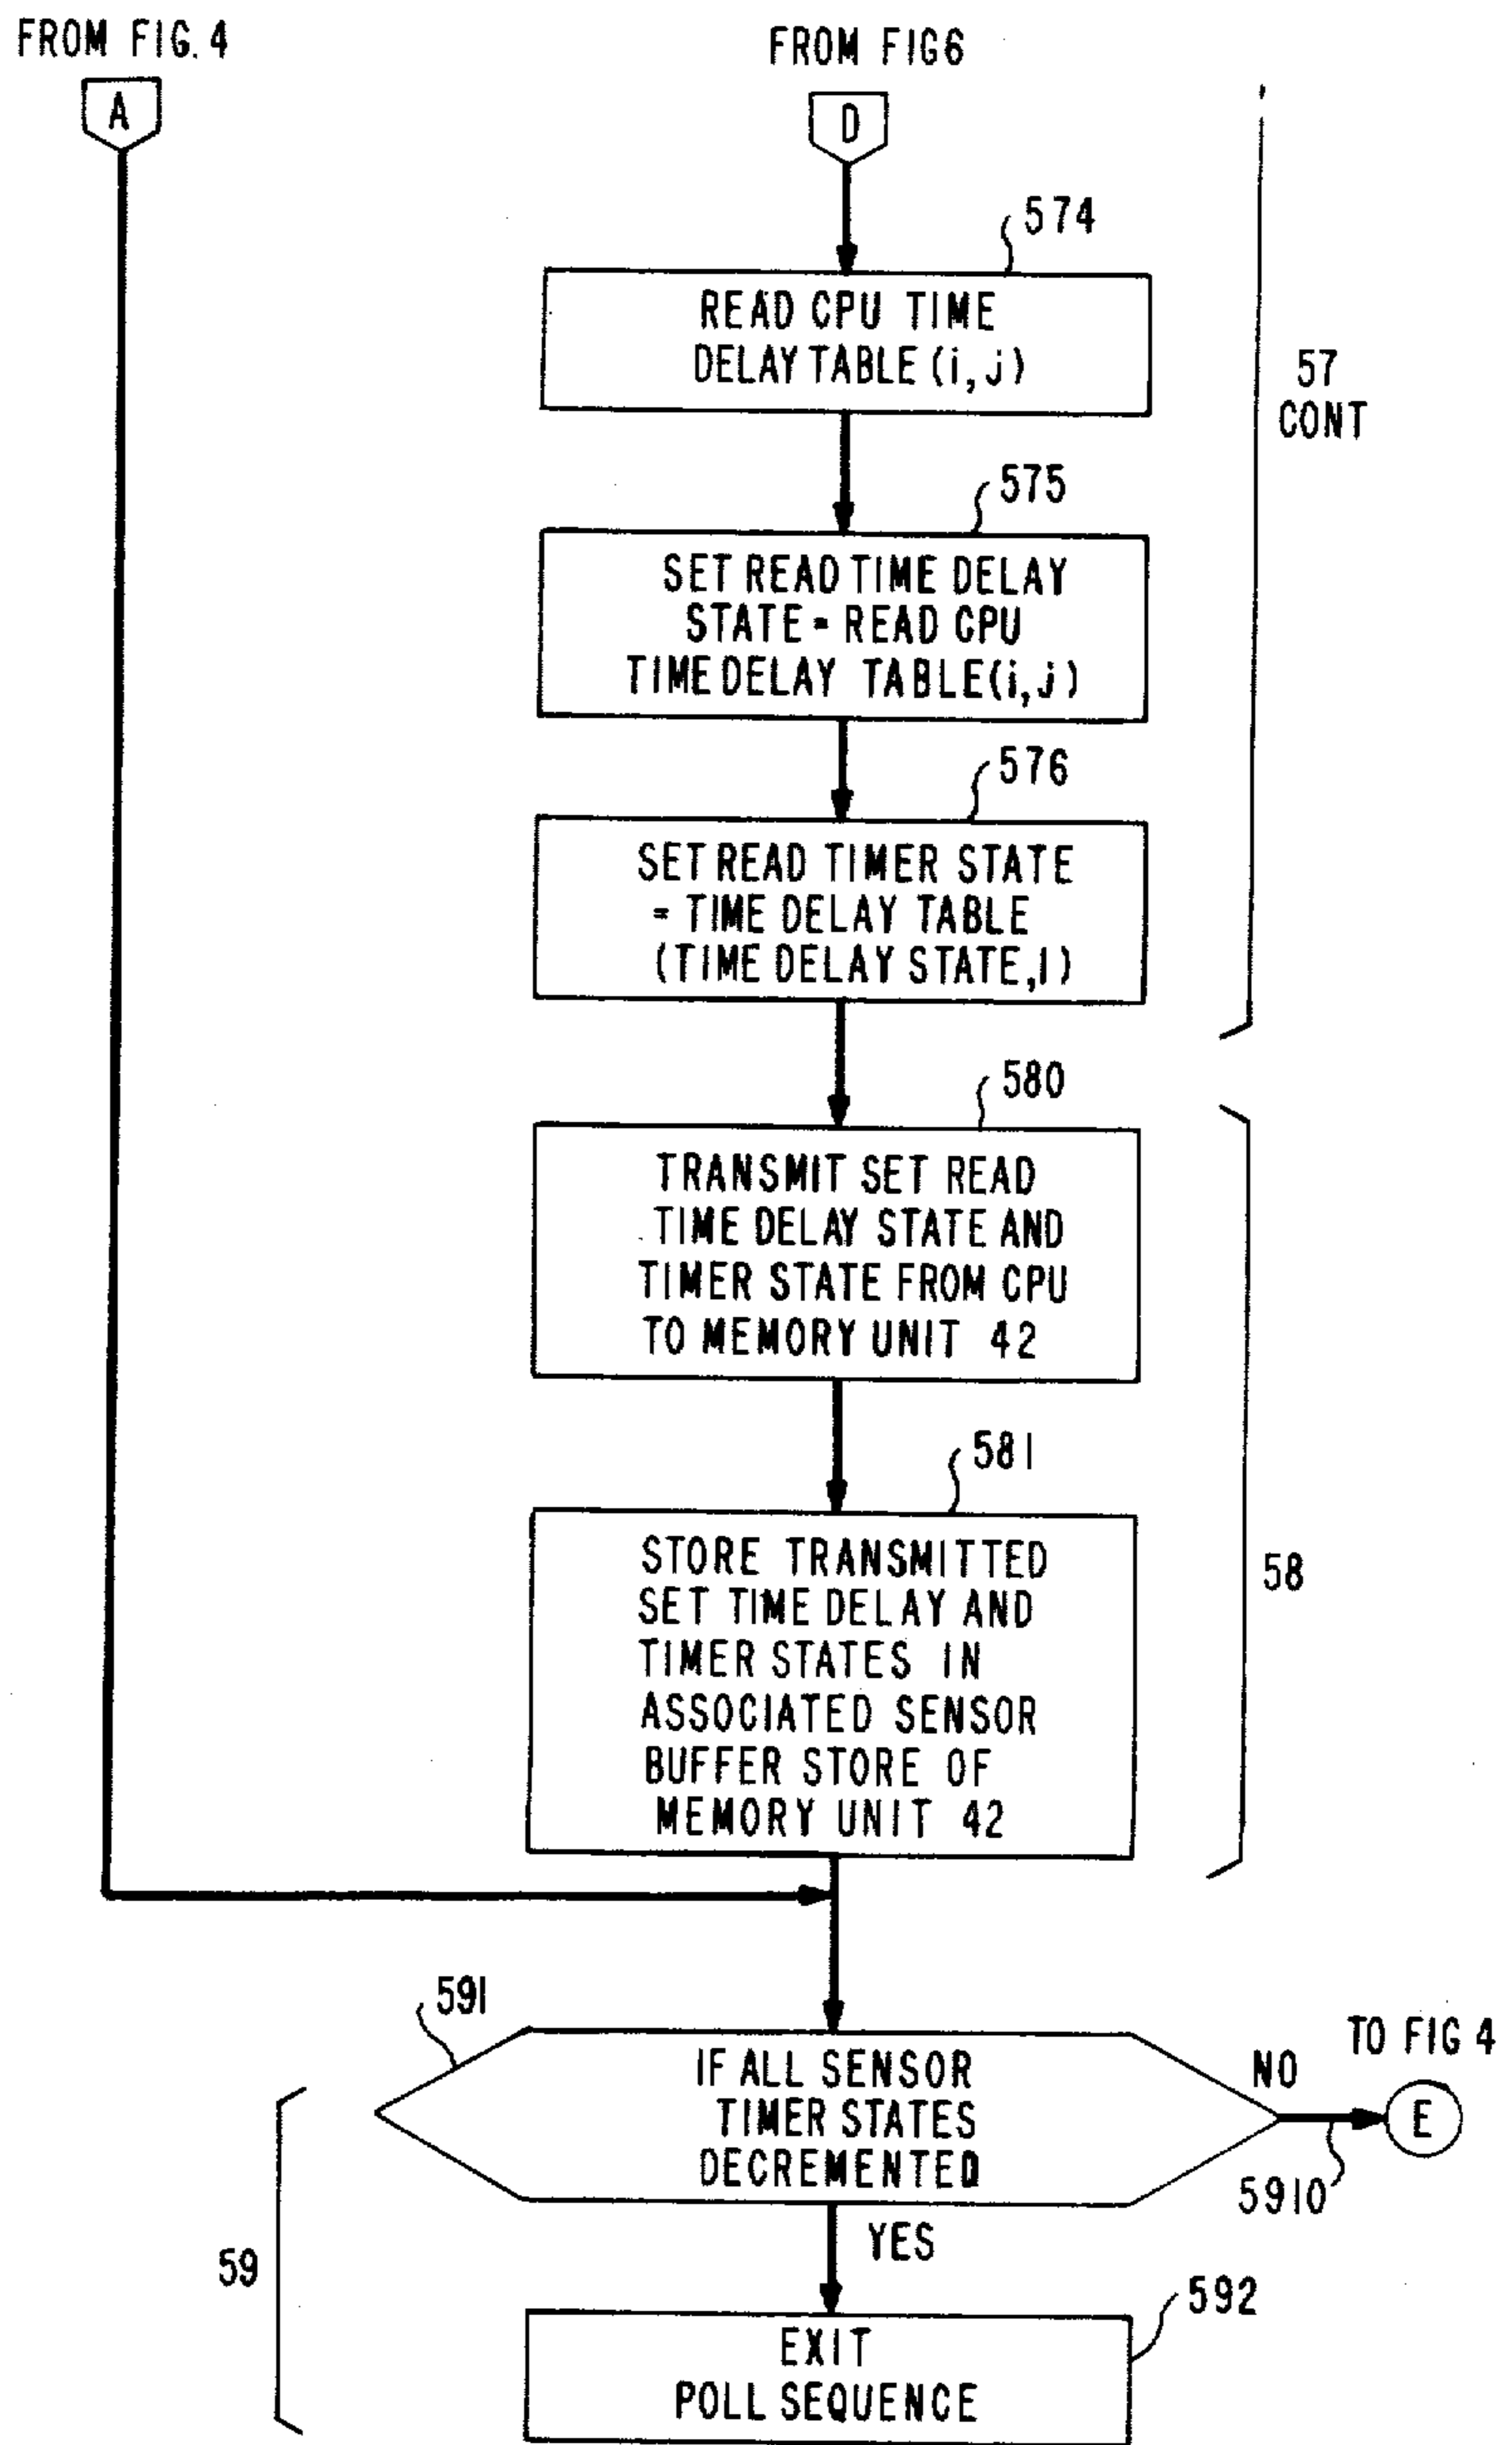 FROM FIG. 4
A
FROM FIG6
D
574
READ CPU TIME
DELAY TABLE (i, j)
57
CONT
575
SET READ TIME DELAY
STATE = READ CPU
TIME DELAY TABLE (i, j)
576
SET READ TIMER STATE
= TIME DELAY TABLE
(TIME DELAY STATE, I)
580
TRANSMIT SET READ
TIME DELAY STATE AND
TIMER STATE FROM CPU
TO MEMORY UNIT 42
581
STORE TRANSMITTED
SET TIME DELAY AND
TIMER STATES IN
ASSOCIATED SENSOR
BUFFER STORE OF
MEMORY UNIT 42
58
591
IF ALL SENSOR
TIMER STATES
DECREMENTED
NO
TO FIG 4
E
5910
YES
59
592
EXIT
POLL SEQUENCE